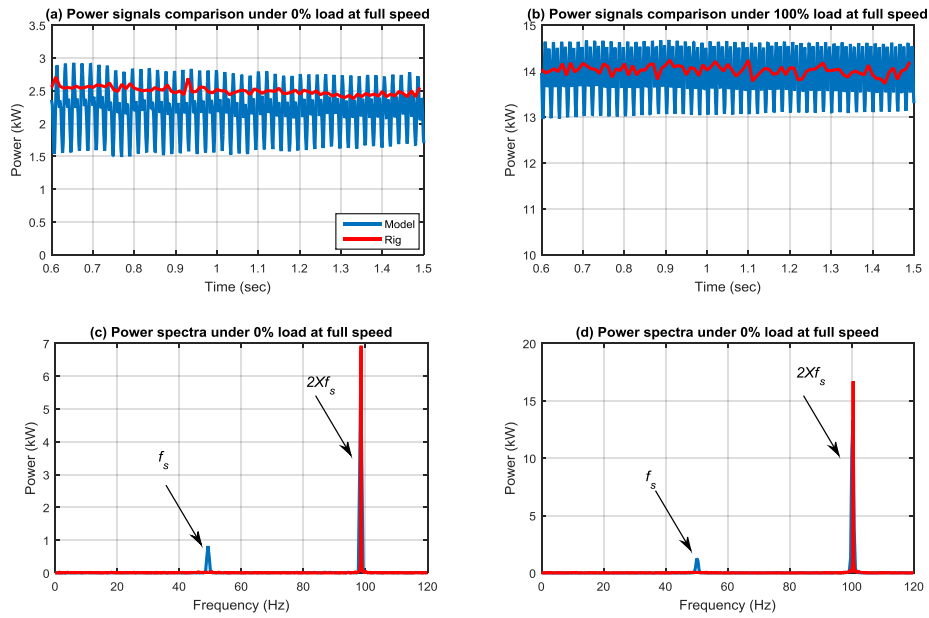 (a) Power signals comparison under 0% load at full speed
Power (kW)
3.5
3
2.5
2
1.5
1
0.5
0
0.6 0.7 0.8 0.9 1 1.1 1.2 1.3 1.4 1.5
Time (sec)
Model
Rig
(b) Power signals comparison under 100% load at full speed
Power (kW)
15
14
13
12
11
10
0.6 0.7 0.8 0.9 1 1.1 1.2 1.3 1.4 1.5
Time (sec)
(c) Power spectra under 0% load at full speed
Power (kW)
7
6
5
4
3
2
1
0
0 20 40 60 80 100 120
Frequency (Hz)
2Xfs
fs
(d) Power spectra under 0% load at full speed
Power (kW)
20
15
10
5
0
0 20 40 60 80 100 120
Frequency (Hz)
2Xfs
fs